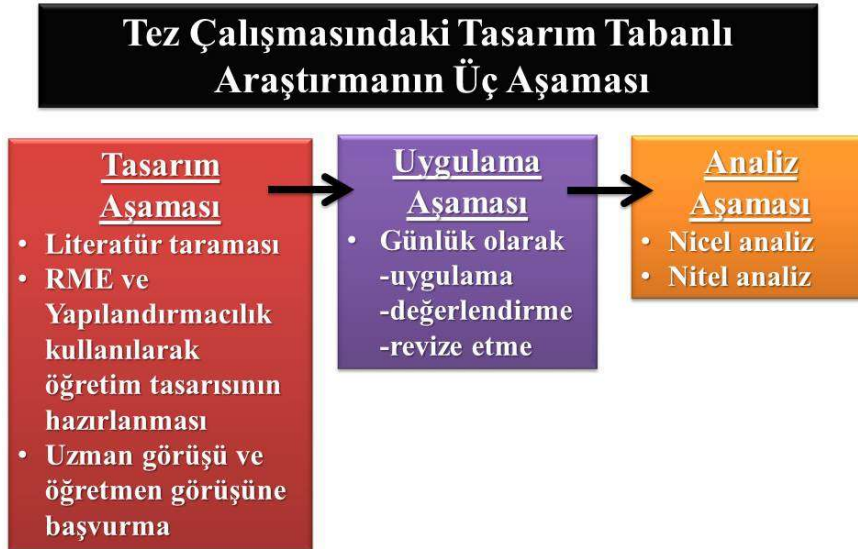 Tez Çalışmasındaki Tasarım Tabanlı
Araştırmanın Üç Aşaması
Tasarım
Aşaması
• Literatür taraması
• RME ve
Yapılandırmacılık
kullanılarak
öğretim tasarısının
hazırlanması
• Uzman görüşü ve
öğretmen görüşüne
başvurma
Uygulama
Aşaması
• Günlük olarak
-uygulama
-değerlendirme
-revize etme
Analiz
Aşaması
• Nicel analiz
• Nitel analiz